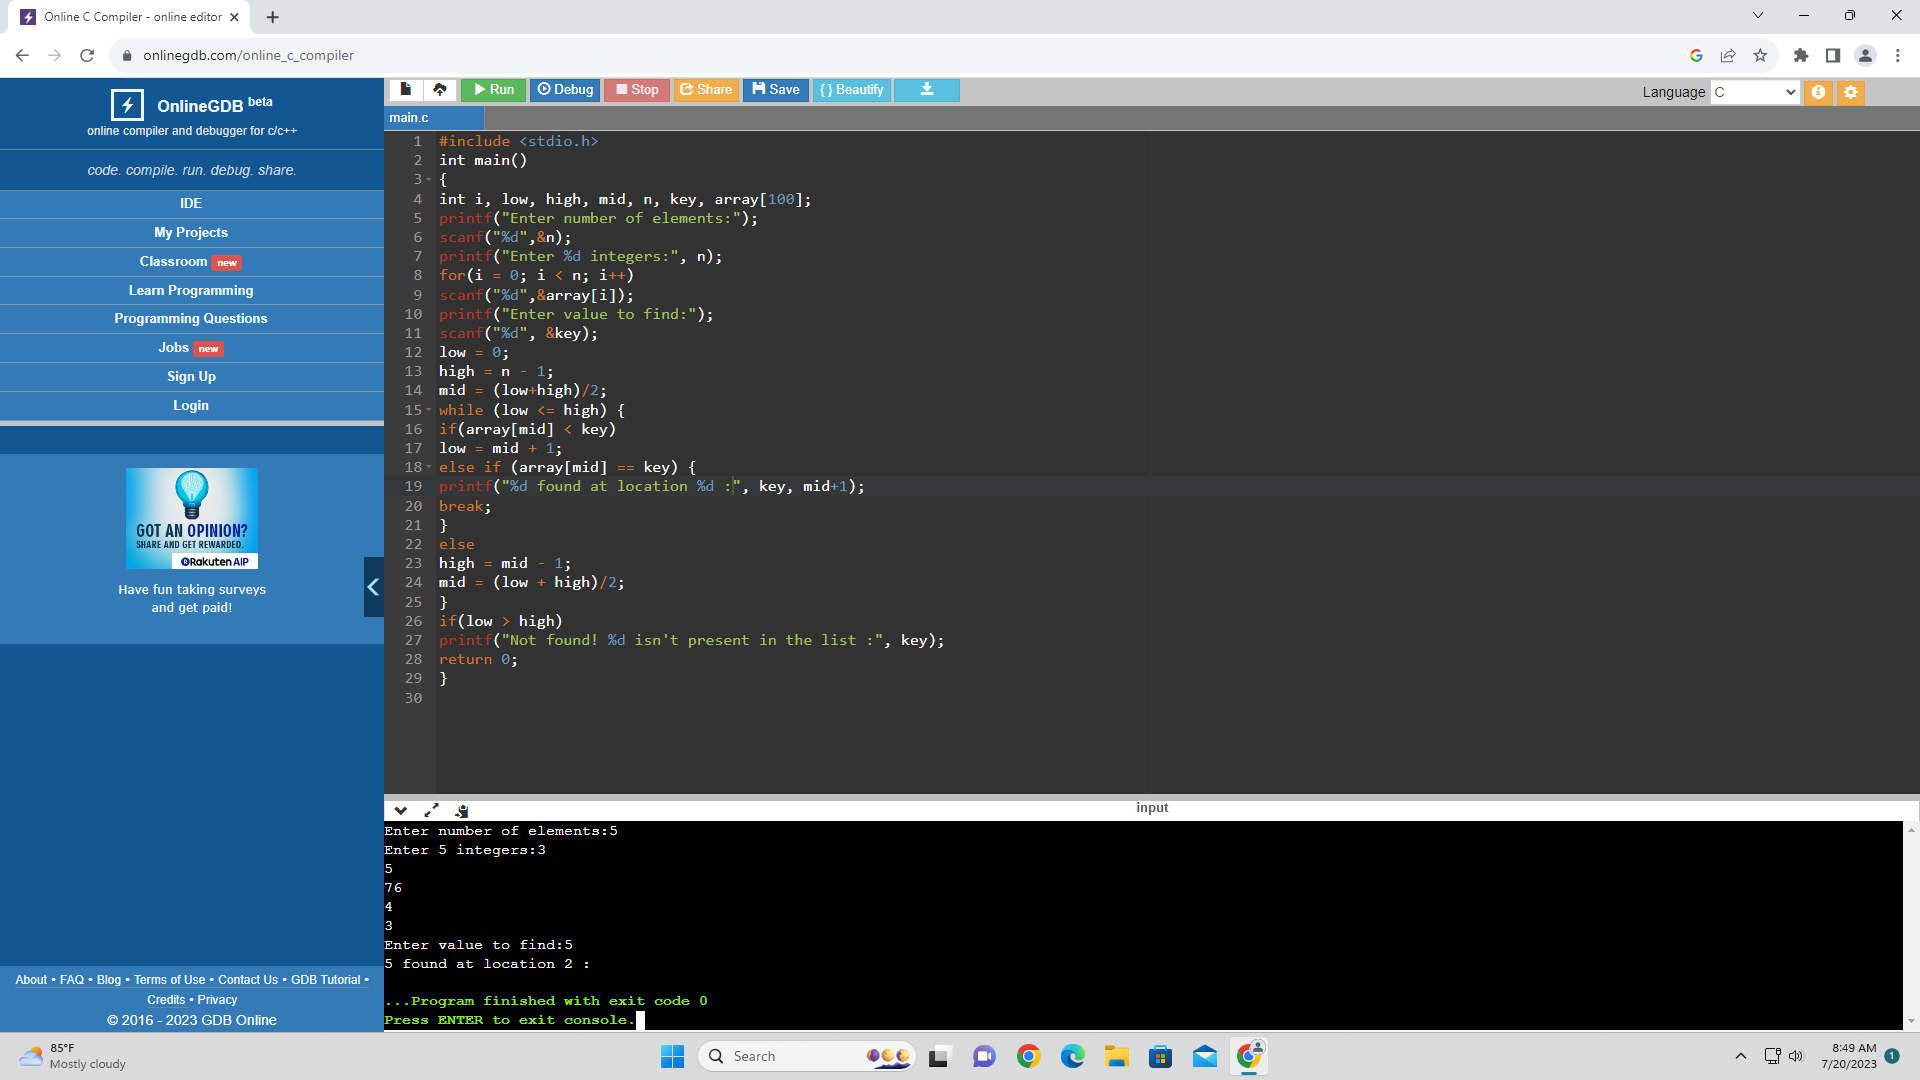 Online C Compiler - online editor
onlinegdb.com/online_c_compiler
OnlineGDB beta
online compiler and debugger for c/c++
code. compile. run. debug. share.
IDE
My Projects
Classroom new
Learn Programming
Programming Questions
Jobs new
Sign Up
Login
GOT AN OPINION?
SHARE AND GET REWARDED.
Rakuten AIP
Have fun taking surveys
and get paid!
About • FAQ • Blog • Terms of Use • Contact Us • GDB Tutorial •
Credits • Privacy
© 2016 - 2023 GDB Online
Run Debug Stop Share Save {} Beautify
Language C
main.c
1 #include <stdio.h>
2 int main()
3 {
4 int i, low, high, mid, n, key, array[100];
5 printf("Enter number of elements:");
6 scanf("%d",&n);
7 printf("Enter %d integers:", n);
8 for(i = 0; i < n; i++)
9 scanf("%d",&array[i]);
10 printf("Enter value to find:");
11 scanf("%d", &key);
12 low = 0;
13 high = n - 1;
14 mid = (low+high)/2;
15 while (low <= high) {
16 if(array[mid] < key)
17 low = mid + 1;
18 else if (array[mid] == key) {
19 printf("%d found at location %d :", key, mid+1);
20 break;
21 }
22 else
23 high = mid - 1;
24 mid = (low + high)/2;
25 }
26 if(low > high)
27 printf("Not found! %d isn't present in the list :", key);
28 return 0;
29 }
30
input
Enter number of elements:5
Enter 5 integers:3
5
76
4
3
Enter value to find:5
5 found at location 2 :
...Program finished with exit code 0
Press ENTER to exit console.
85°F
Mostly cloudy
Search
8:49 AM
7/20/2023
1